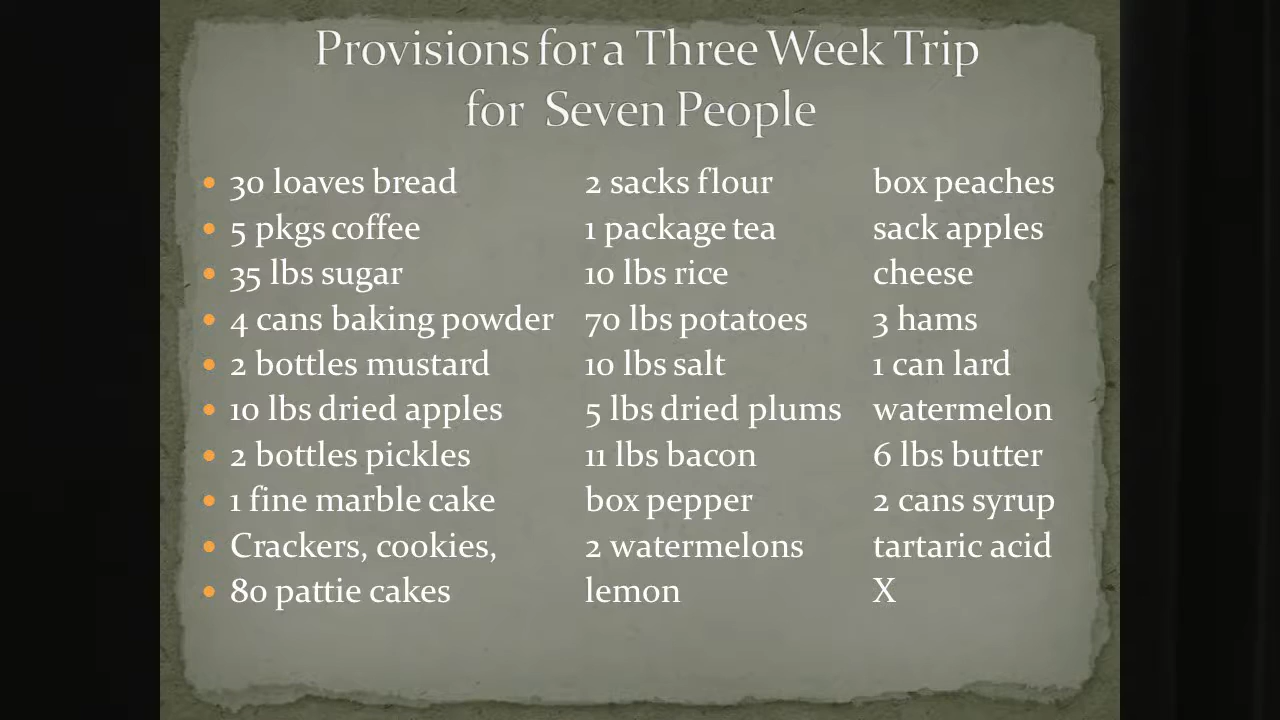 Provisions for a Three Week Trip
for Seven People
• 30 loaves bread 2 sacks flour box peaches
• 5 pkgs coffee 1 package tea sack apples
• 35 lbs sugar 10 lbs rice cheese
• 4 cans baking powder 70 lbs potatoes 3 hams
• 2 bottles mustard 10 lbs salt 1 can lard
• 10 lbs dried apples 5 lbs dried plums watermelon
• 2 bottles pickles 11 lbs bacon 6 lbs butter
• 1 fine marble cake box pepper 2 cans syrup
• Crackers, cookies, 2 watermelons tartaric acid
• 80 pattie cakes lemon X